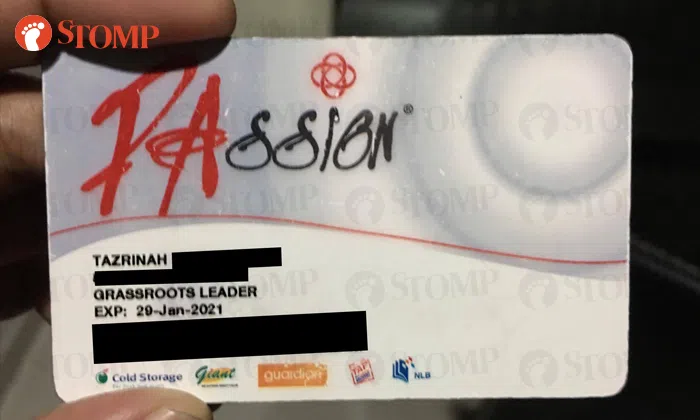 STOMP
PAssion®
TAZRINAH
GRASSROOTS LEADER
EXP: 29-Jan-2021
Cold Storage
Giant
guardian
NLB